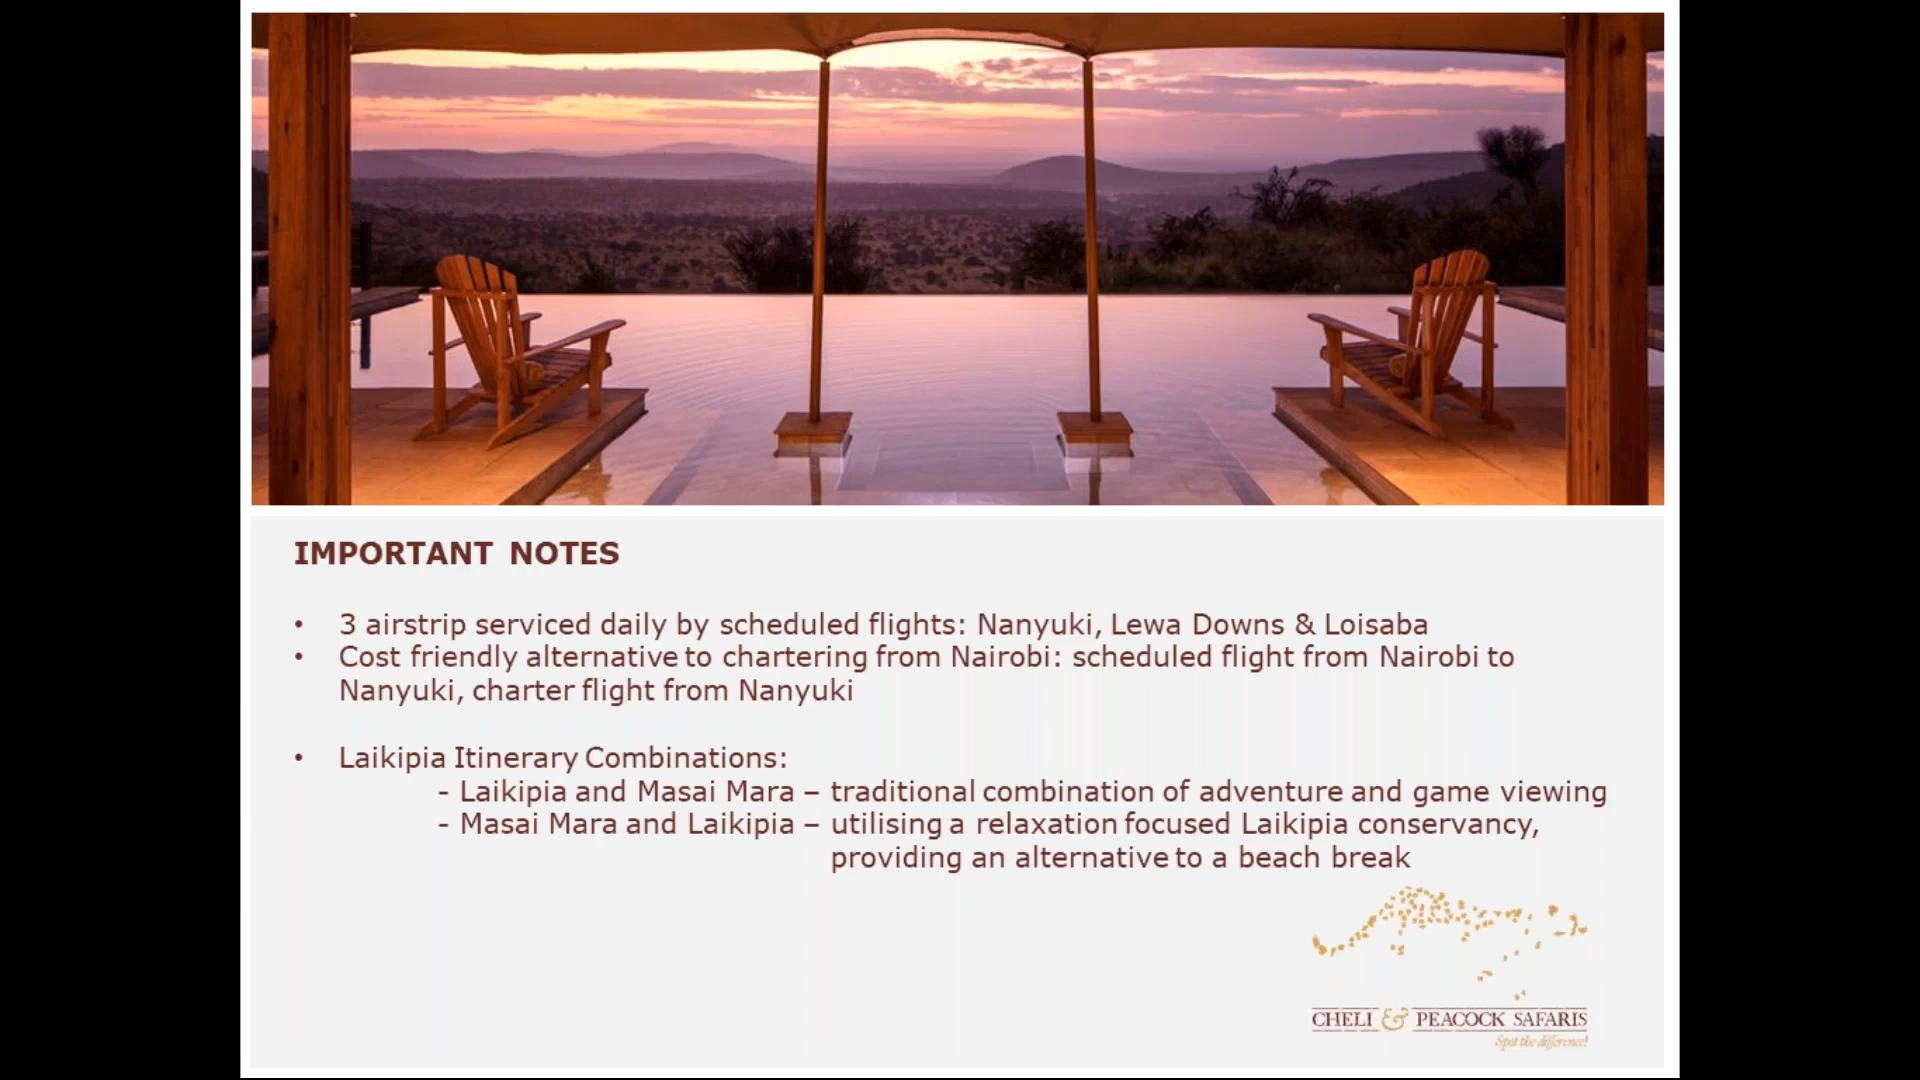 IMPORTANT NOTES
• 3 airstrip serviced daily by scheduled flights: Nanyuki, Lewa Downs & Loisaba
• Cost friendly alternative to chartering from Nairobi: scheduled flight from Nairobi to
Nanyuki, charter flight from Nanyuki
• Laikipia Itinerary Combinations:
- Laikipia and Masai Mara – traditional combination of adventure and game viewing
- Masai Mara and Laikipia – utilising a relaxation focused Laikipia conservancy,
providing an alternative to a beach break
CHELI & PEACOCK SAFARIS
Spot the difference!